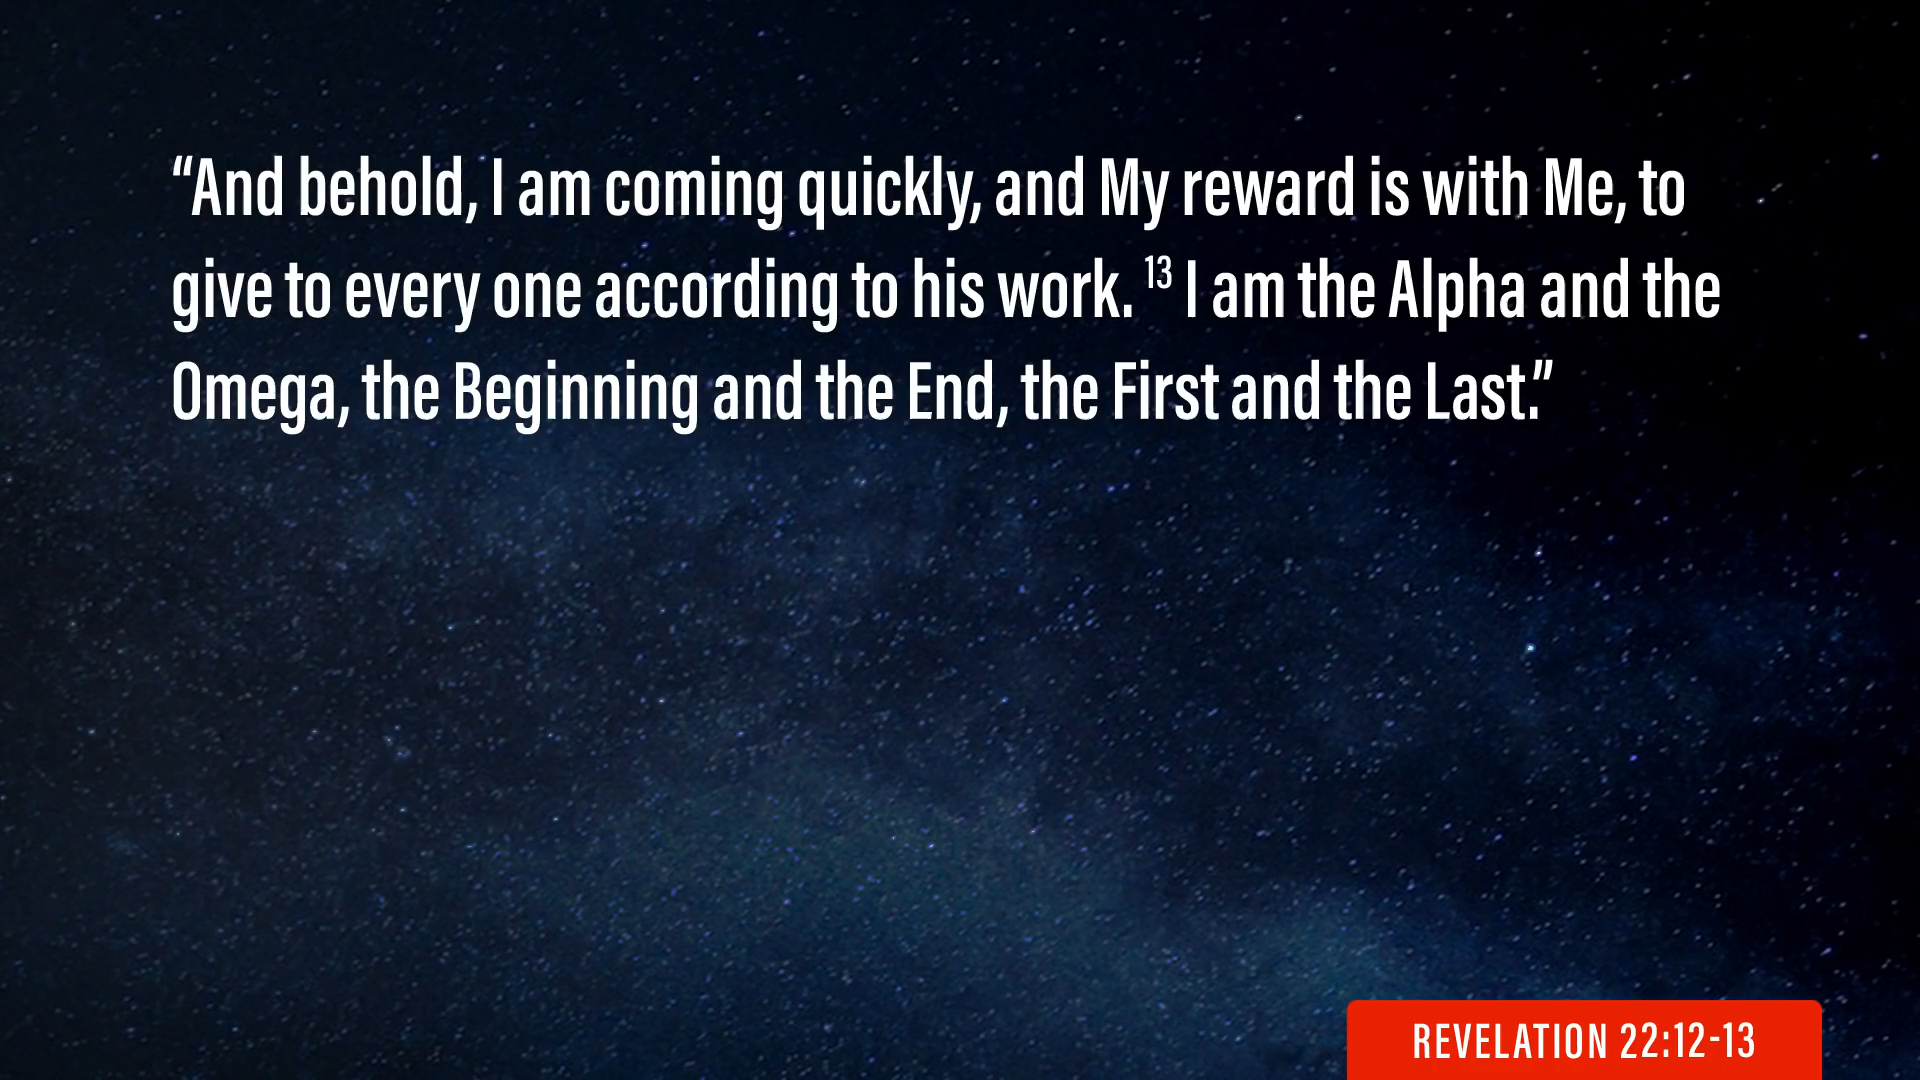 “And behold, I am coming quickly, and My reward is with Me, to
give to every one according to his work. 13 I am the Alpha and the
Omega, the Beginning and the End, the First and the Last.”
REVELATION 22:12-13